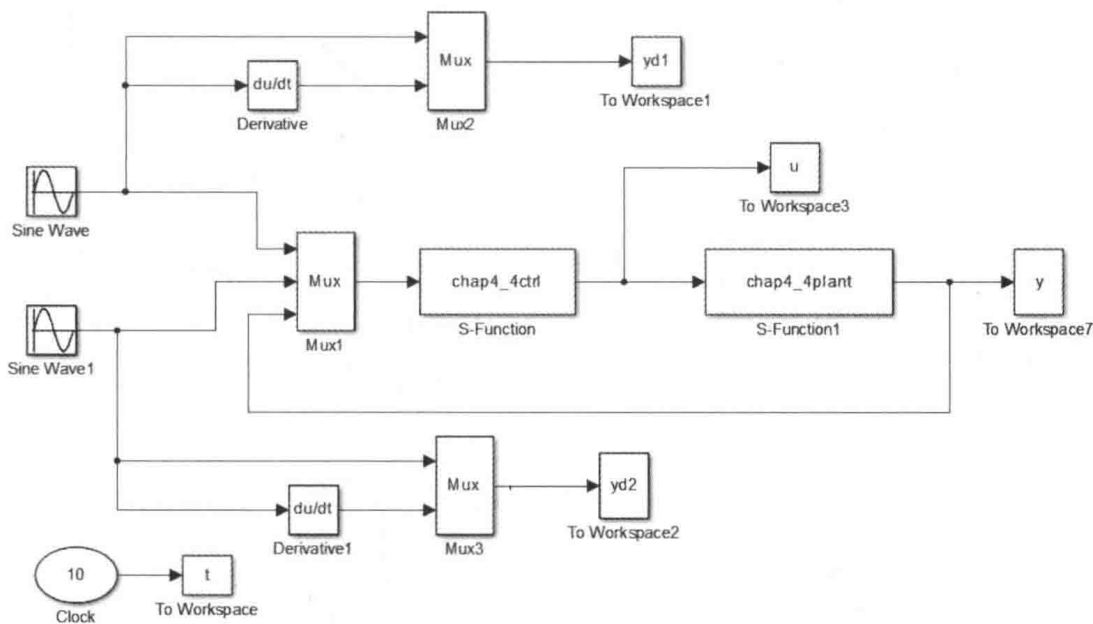 Mux
yd1
du/dt
To Workspace1
Derivative
Mux2
u
Sine Wave
To Workspace3
Mux
chap4_4ctrl
chap4_4plant
y
S-Function
S-Function1
To Workspace7
Mux1
Sine Wave1
Mux
yd2
du/dt
To Workspace2
Derivative1
Mux3
10
t
To Workspace
Clock